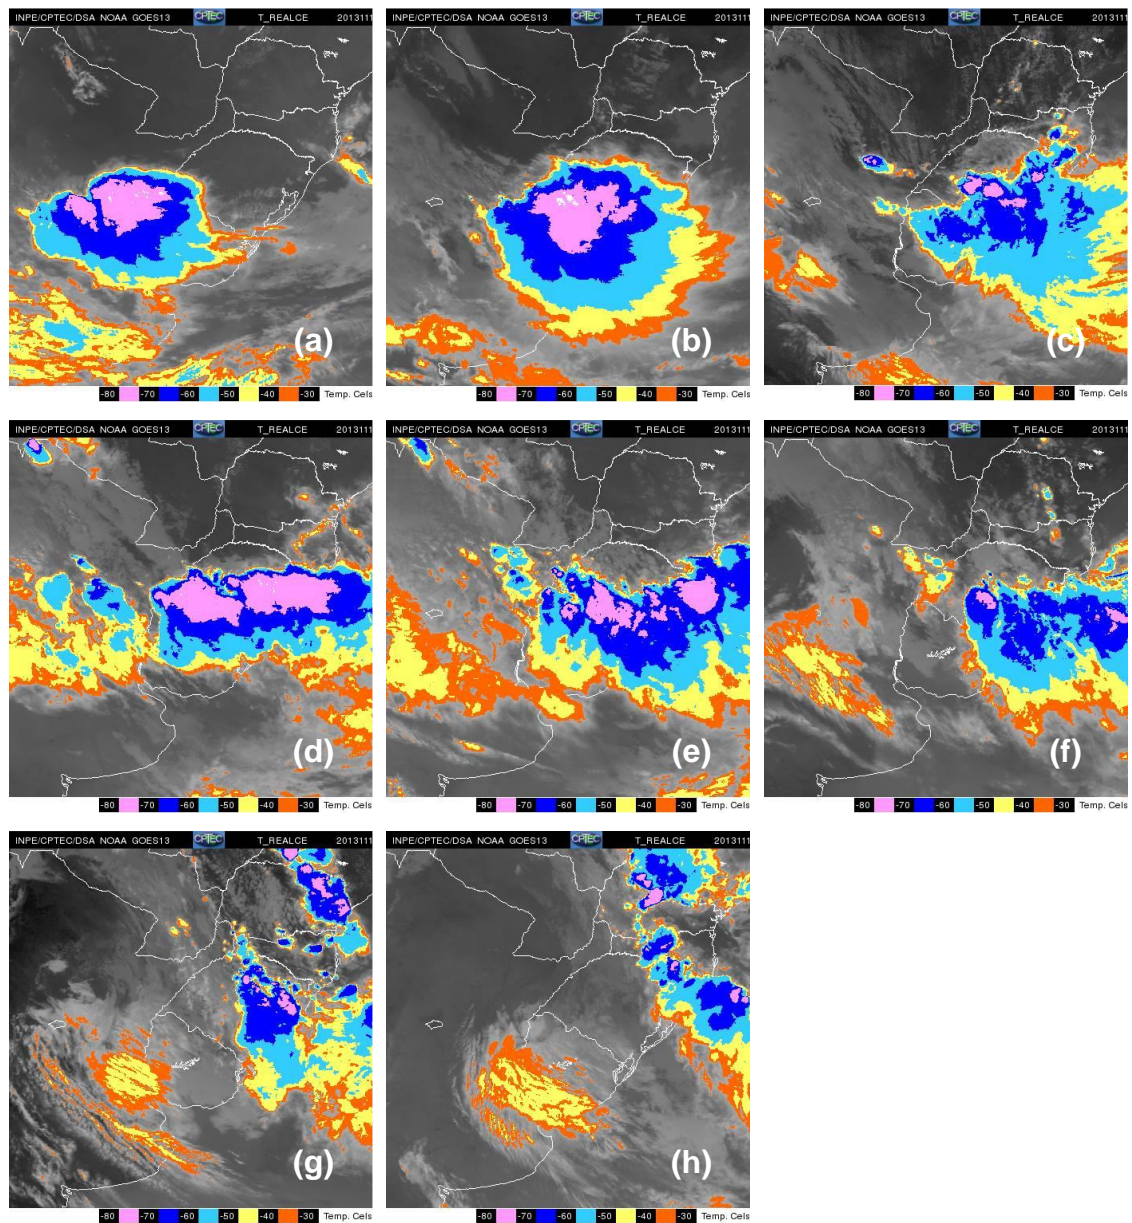 INPE/CPTEC/DSA NOAA GOES13 CPTEC T_REALCE 2013111
INPE/CPTEC/DSA NOAA GOES13 CPTEC T_REALCE 2013111
INPE/CPTEC/DSA NOAA GOES13 CPTEC T_REALCE 2013111
(a)
(b)
(c)
-80 -70 -60 -50 -40 -30 Temp. Cels
-80 -70 -60 -50 -40 -30 Temp. Cels
-80 -70 -60 -50 -40 -30 Temp. Cels
INPE/CPTEC/DSA NOAA GOES13 CPTEC T_REALCE 2013111
INPE/CPTEC/DSA NOAA GOES13 CPTEC T_REALCE 2013111
INPE/CPTEC/DSA NOAA GOES13 CPTEC T_REALCE 2013111
(d)
(e)
(f)
-80 -70 -60 -50 -40 -30 Temp. Cels
-80 -70 -60 -50 -40 -30 Temp. Cels
-80 -70 -60 -50 -40 -30 Temp. Cels
INPE/CPTEC/DSA NOAA GOES13 CPTEC T_REALCE 2013111
INPE/CPTEC/DSA NOAA GOES13 CPTEC T_REALCE 2013111
(g)
(h)
-80 -70 -60 -50 -40 -30 Temp. Cels
-80 -70 -60 -50 -40 -30 Temp. Cels